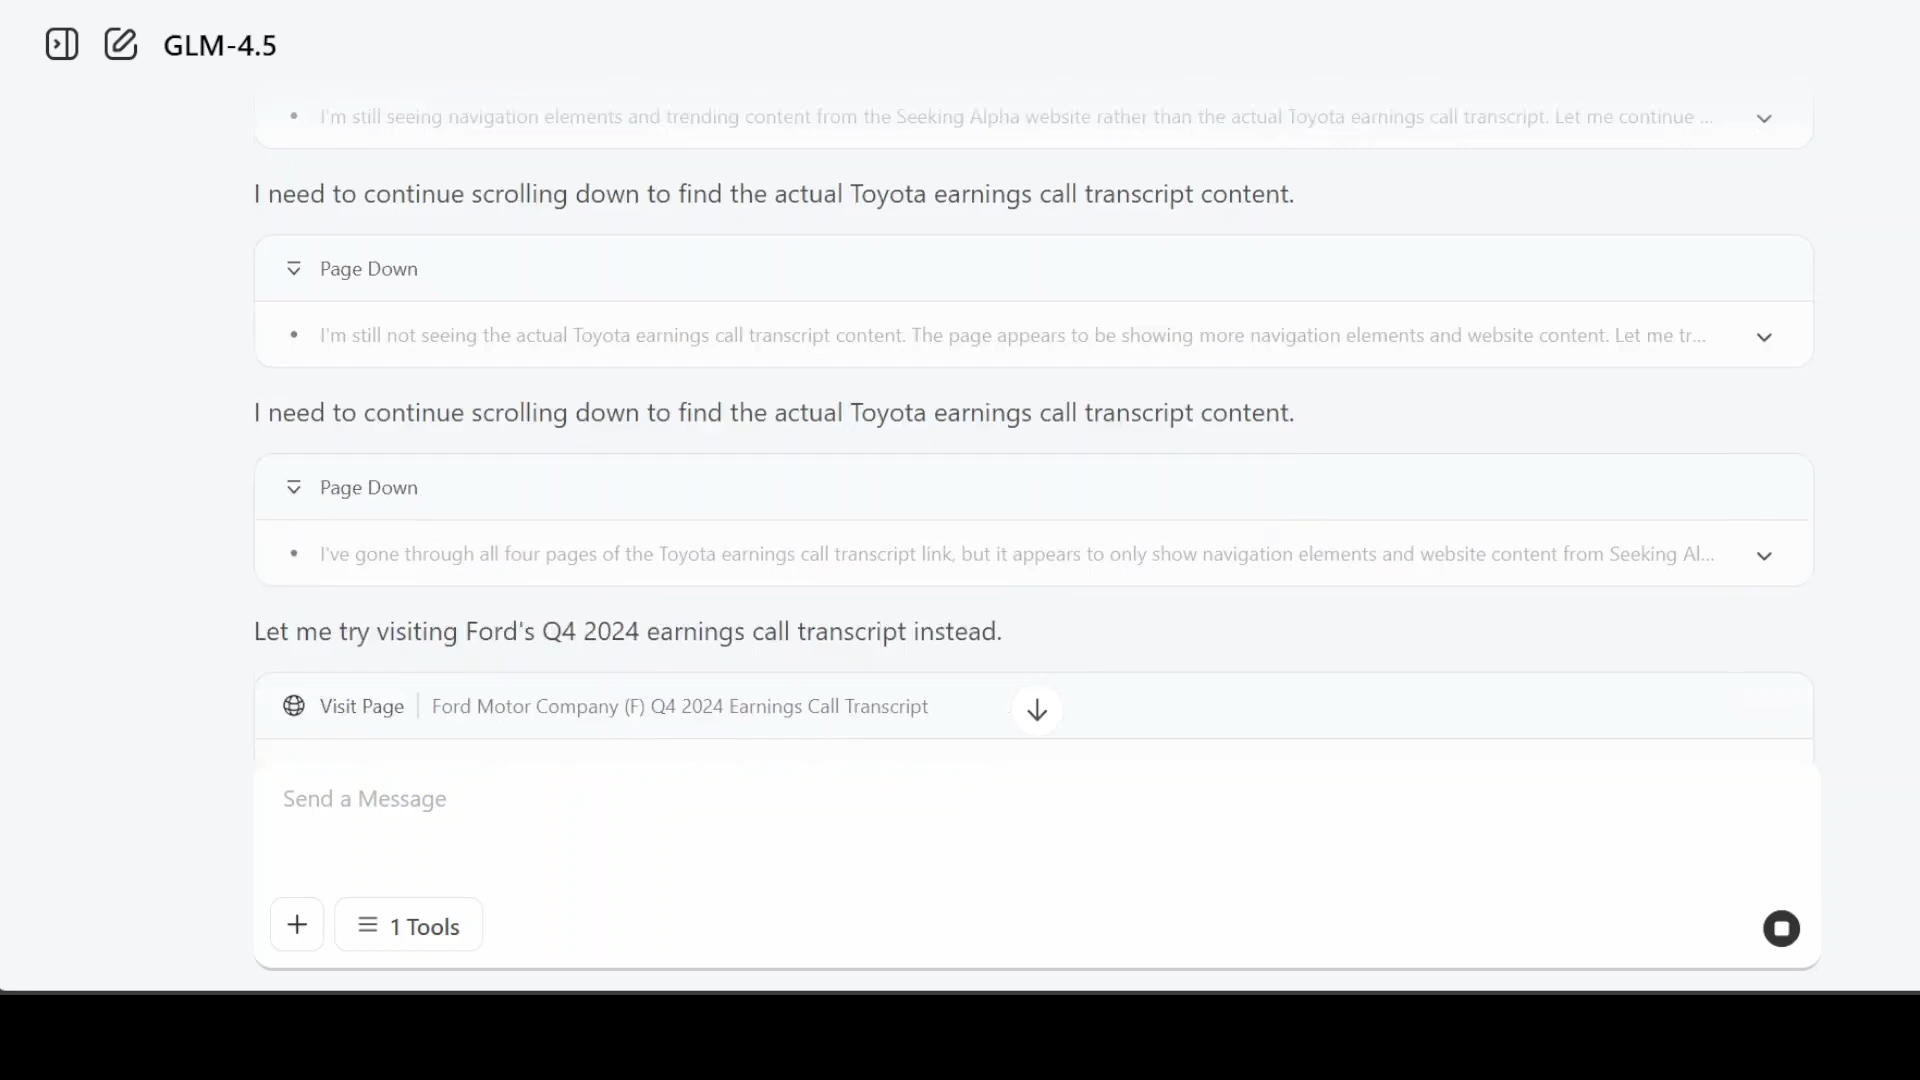 GLM-4.5
• I'm still seeing navigation elements and trending content from the Seeking Alpha website rather than the actual Toyota earnings call transcript. Let me continue ...
I need to continue scrolling down to find the actual Toyota earnings call transcript content.
Page Down
• I'm still not seeing the actual Toyota earnings call transcript content. The page appears to be showing more navigation elements and website content. Let me tr...
I need to continue scrolling down to find the actual Toyota earnings call transcript content.
Page Down
• I've gone through all four pages of the Toyota earnings call transcript link, but it appears to only show navigation elements and website content from Seeking Al...
Let me try visiting Ford's Q4 2024 earnings call transcript instead.
Visit Page | Ford Motor Company (F) Q4 2024 Earnings Call Transcript
Send a Message
1 Tools